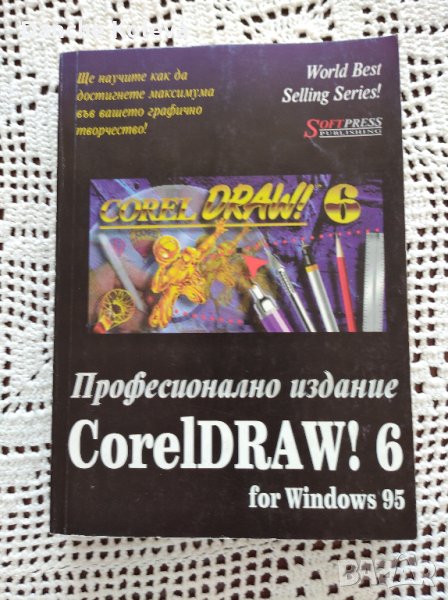 Ще научите как да
достигнете максимума
във вашето графично
творчество!
World Best
Selling Series!
SOFTPRESS
PUBLISHING
COREL DRAW! 6
Професионално издание
CorelDRAW! 6
for Windows 95